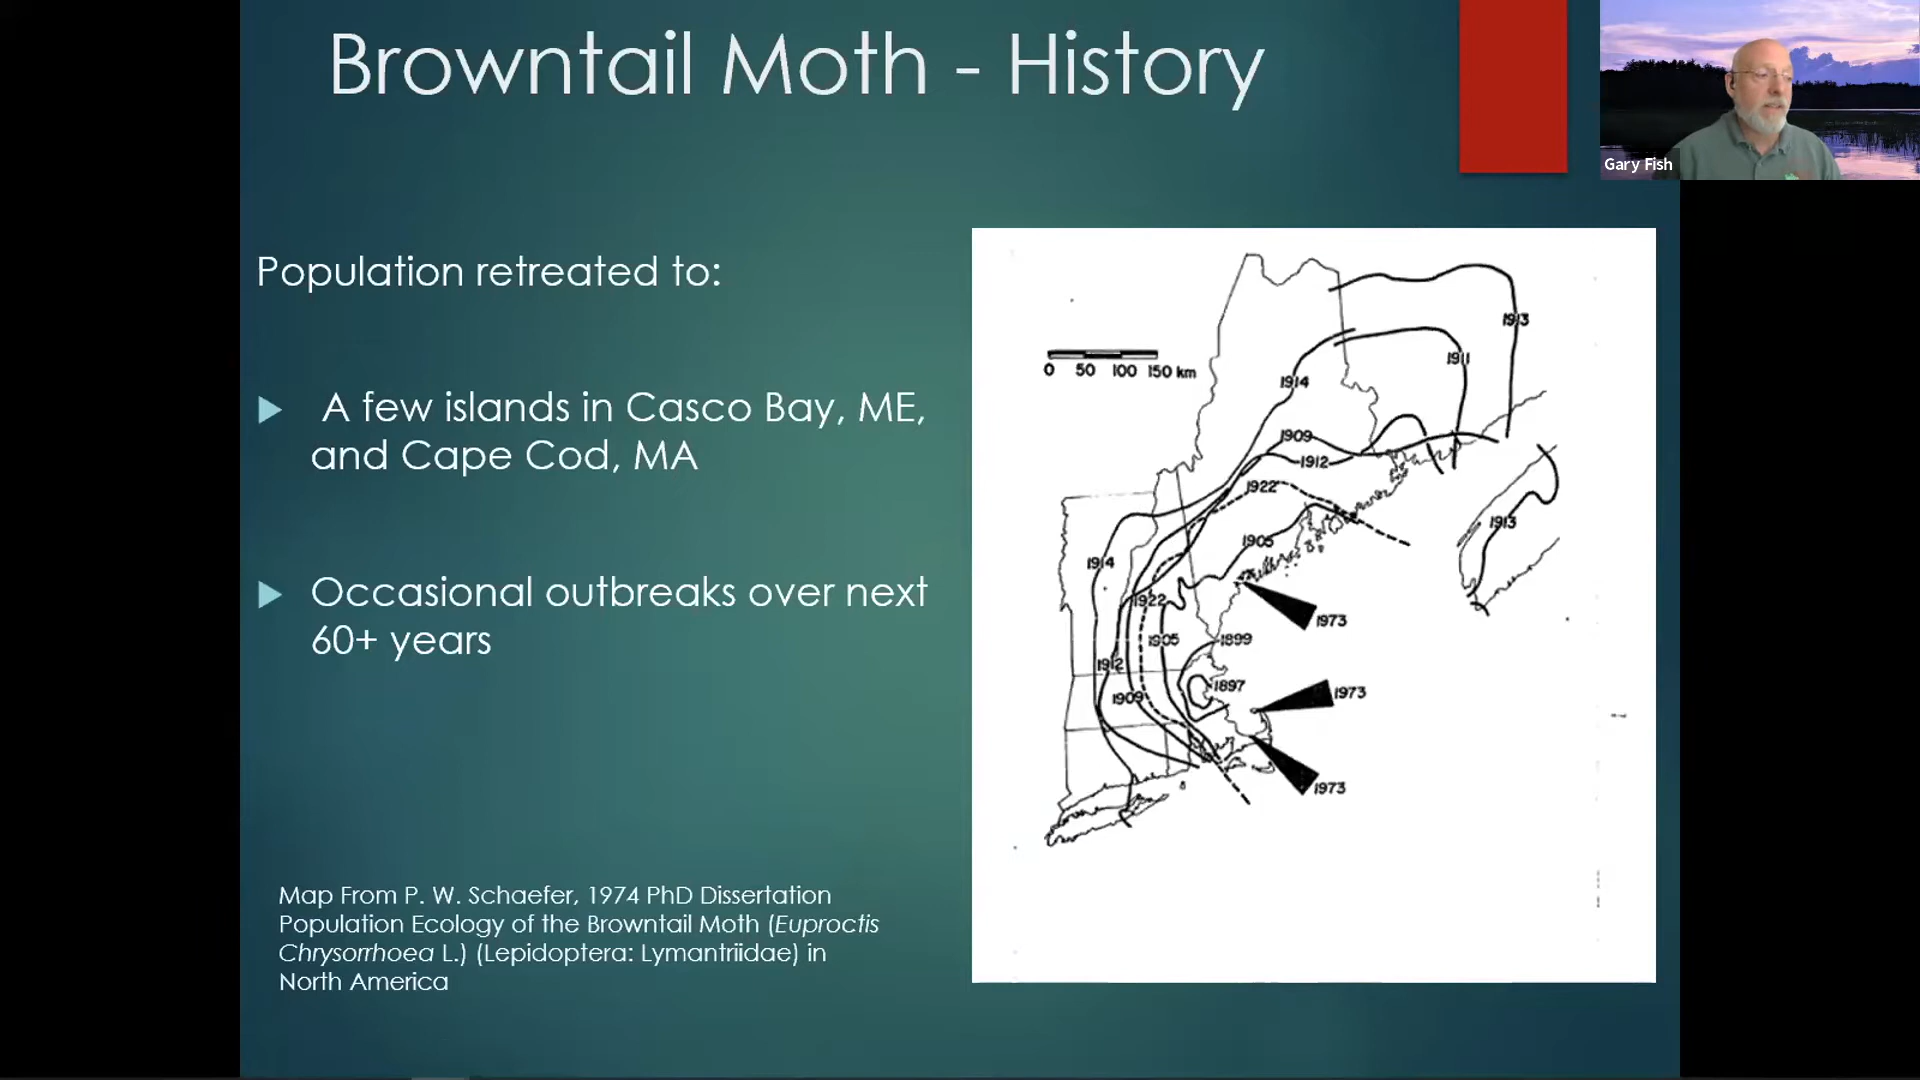 Browntail Moth - History
Gary Fish
Population retreated to:
A few islands in Casco Bay, ME,
and Cape Cod, MA
Occasional outbreaks over next
60+ years
Map From P. W. Schaefer, 1974 PhD Dissertation
Population Ecology of the Browntail Moth (Euproctis
Chrysorrhoea L.) (Lepidoptera: Lymantriidae) in
North America
1913
1911
0 50 100 150 km
1914
1909
1912
1922
1913
1905
1914
1922
1973
1905
1899
1912
1897
1973
1909
1973